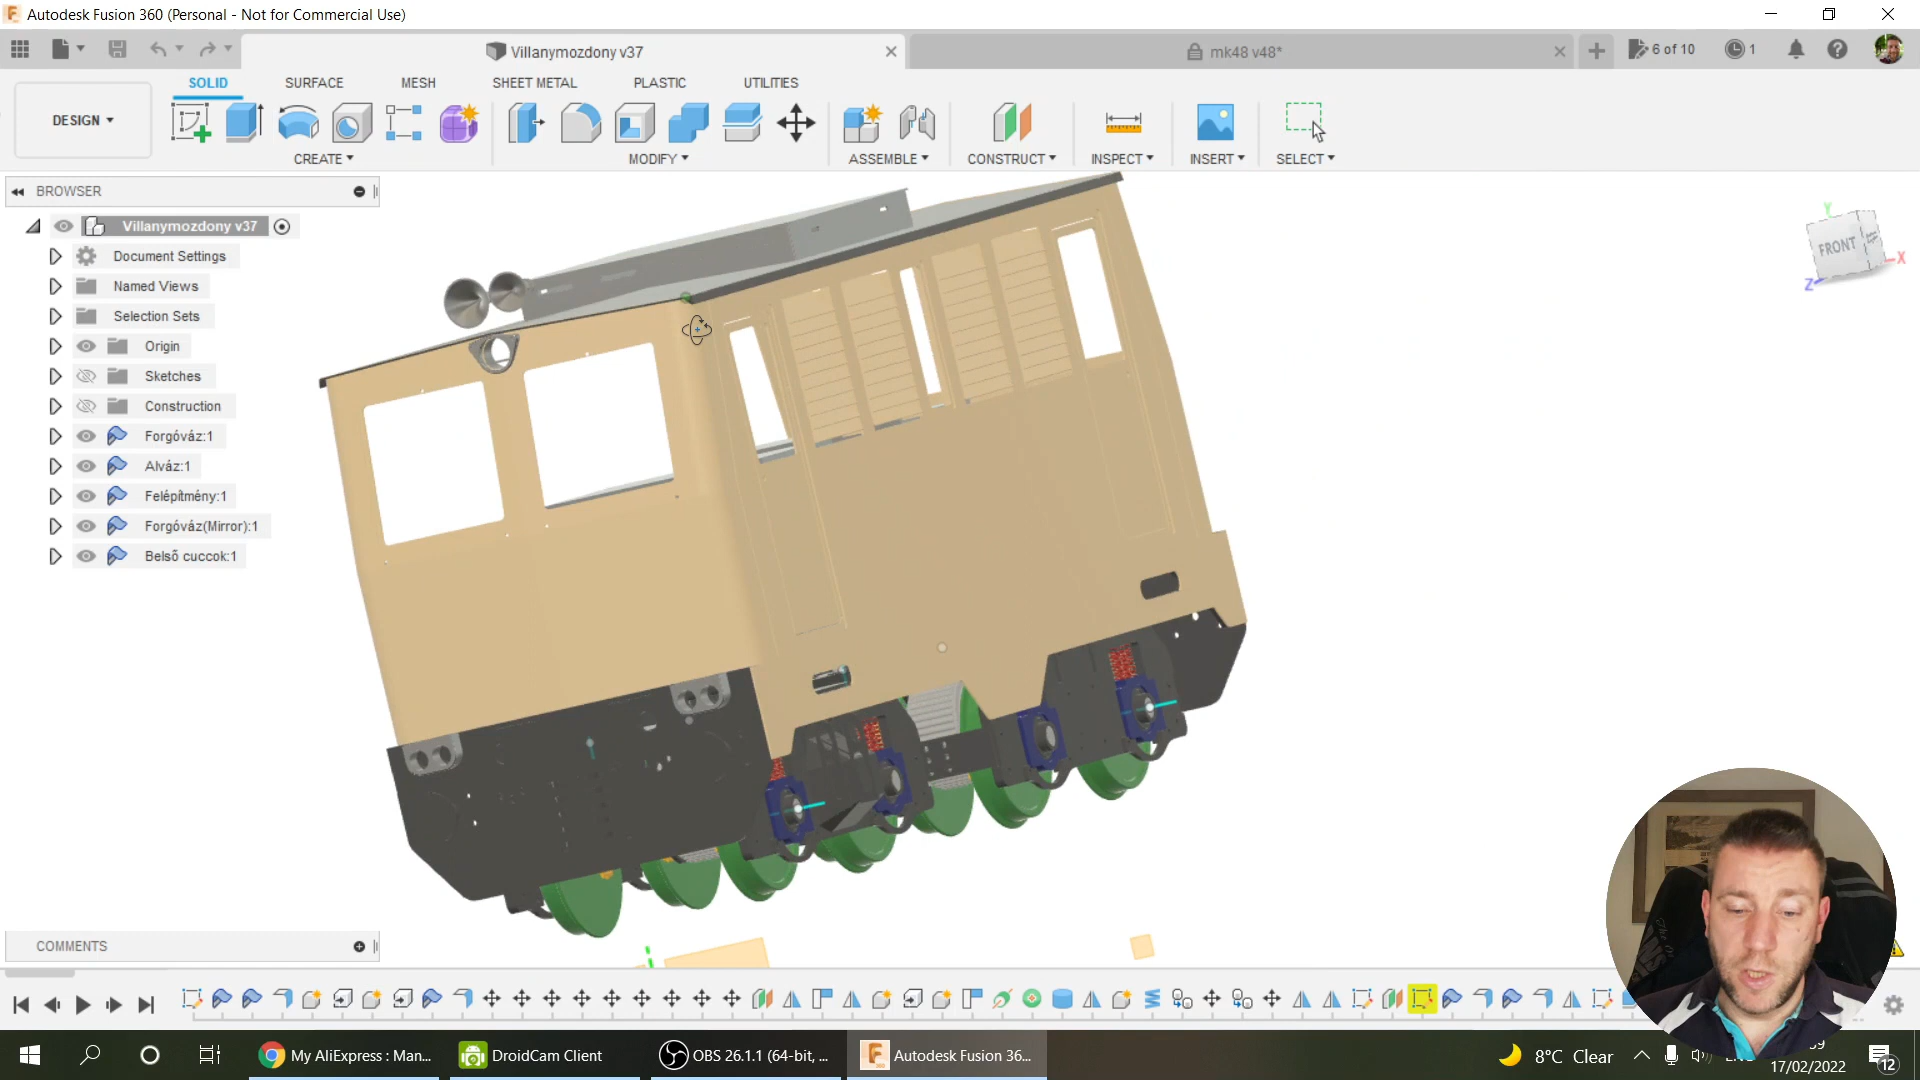 Autodesk Fusion 360 (Personal - Not for Commercial Use)
Villanymozdony v37
mk48 v48*
6 of 10
1
SOLID
SURFACE
MESH
SHEET METAL
PLASTIC
UTILITIES
DESIGN
CREATE
MODIFY
ASSEMBLE
CONSTRUCT
INSPECT
INSERT
SELECT
BROWSER
Villanymozdony v37
Document Settings
Named Views
Selection Sets
Origin
Sketches
Construction
Forgóváz:1
Alváz:1
Felépítmény:1
Forgóváz(Mirror):1
Belső cuccok:1
FRONT
Y
X
Z
COMMENTS
My AliExpress : Man...
DroidCam Client
OBS 26.1.1 (64-bit, ...
Autodesk Fusion 36...
8°C Clear
17/02/2022
12